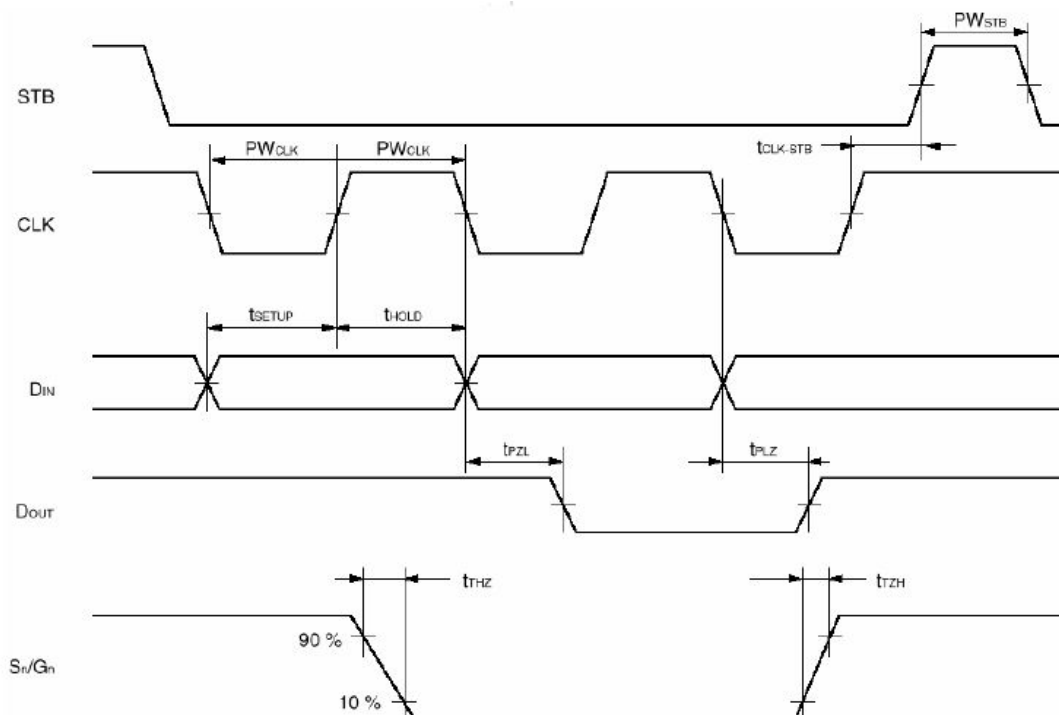 PWSTB
STB
tCLK-STB
PWCLK PWCLK
CLK
tSETUP tHOLD
DIN
tPZL tPLZ
DOUT
tTHZ tTZH
90 %
Sn/Gn
10 %